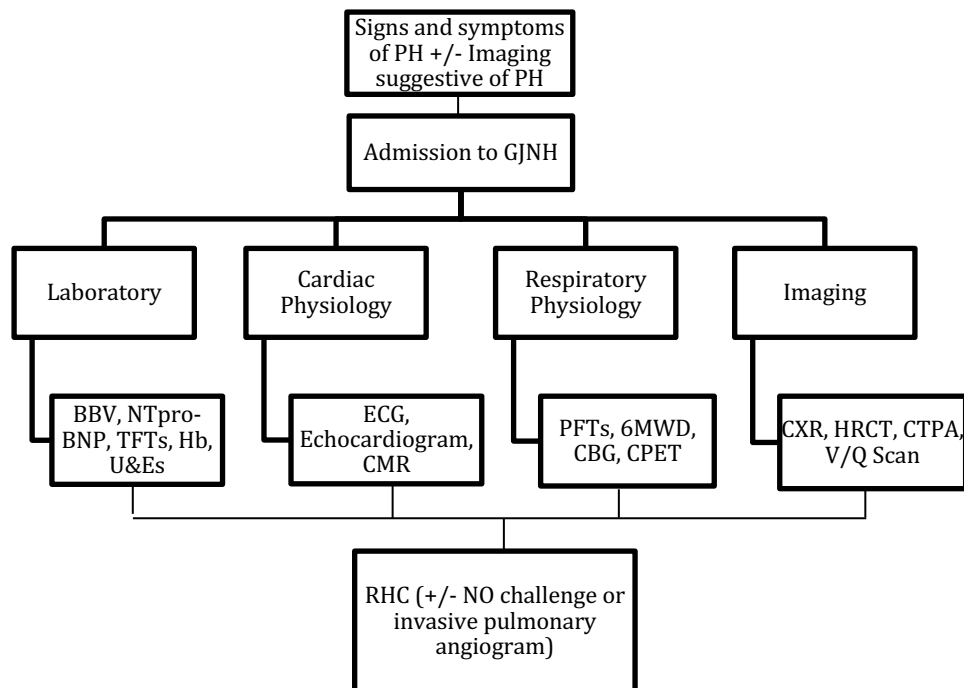 Signs and symptoms
of PH +/- Imaging
suggestive of PH
Admission to GJNH
Laboratory
Cardiac
Physiology
Respiratory
Physiology
Imaging
BBV, NTpro-
BNP, TFTs, Hb,
U&Es
ECG,
Echocardiogram,
CMR
PFTs, 6MWD,
CBG, CPET
CXR, HRCT, CTPA,
V/Q Scan
RHC (+/- NO challenge or
invasive pulmonary
angiogram)